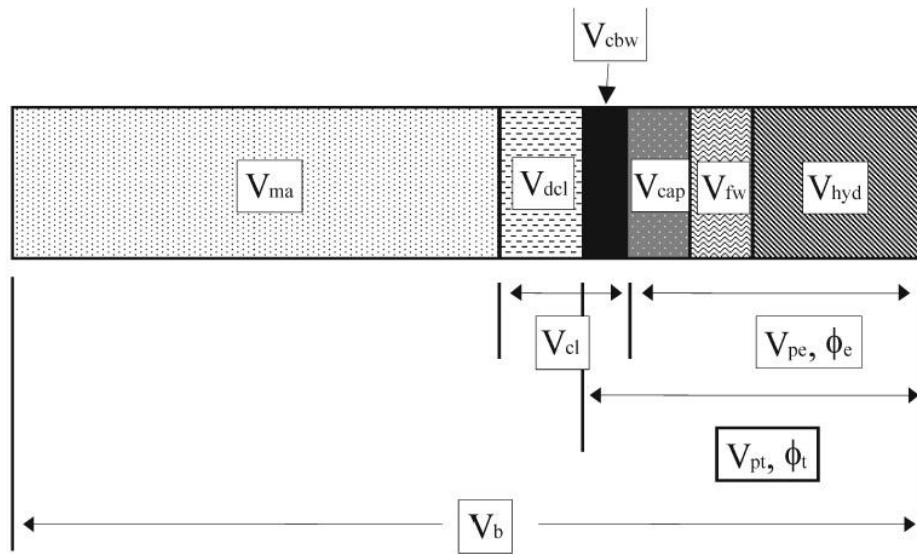 Vcbw
Vma
Vdcl
Vcap
Vfw
Vhyd
Vcl
Vpe, ϕe
Vpt, ϕt
Vb